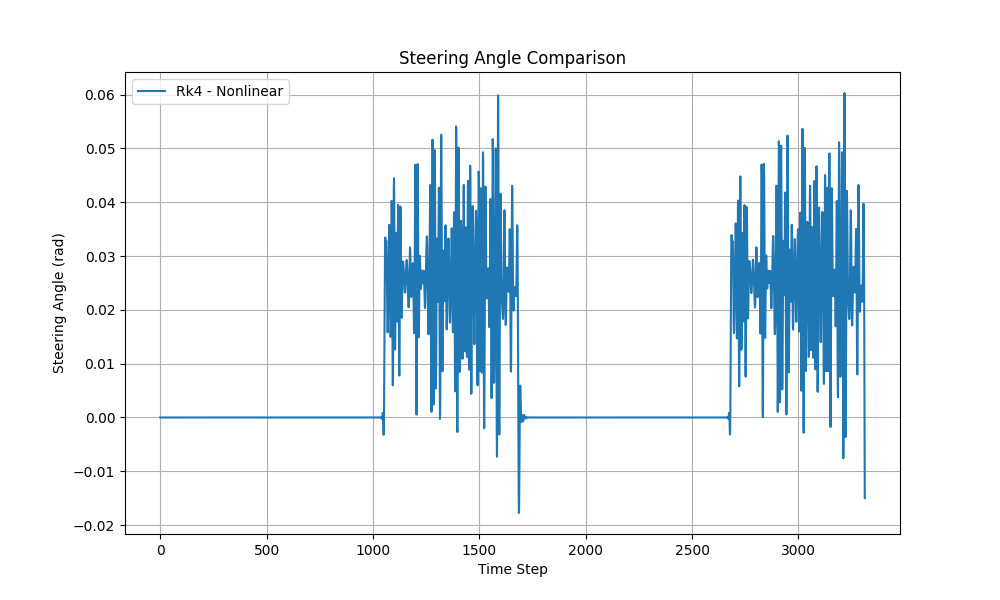 Steering Angle Comparison
Rk4 - Nonlinear
0.06
0.05
0.04
0.03
0.02
0.01
0.00
−0.01
−0.02
Steering Angle (rad)
0 500 1000 1500 2000 2500 3000
Time Step